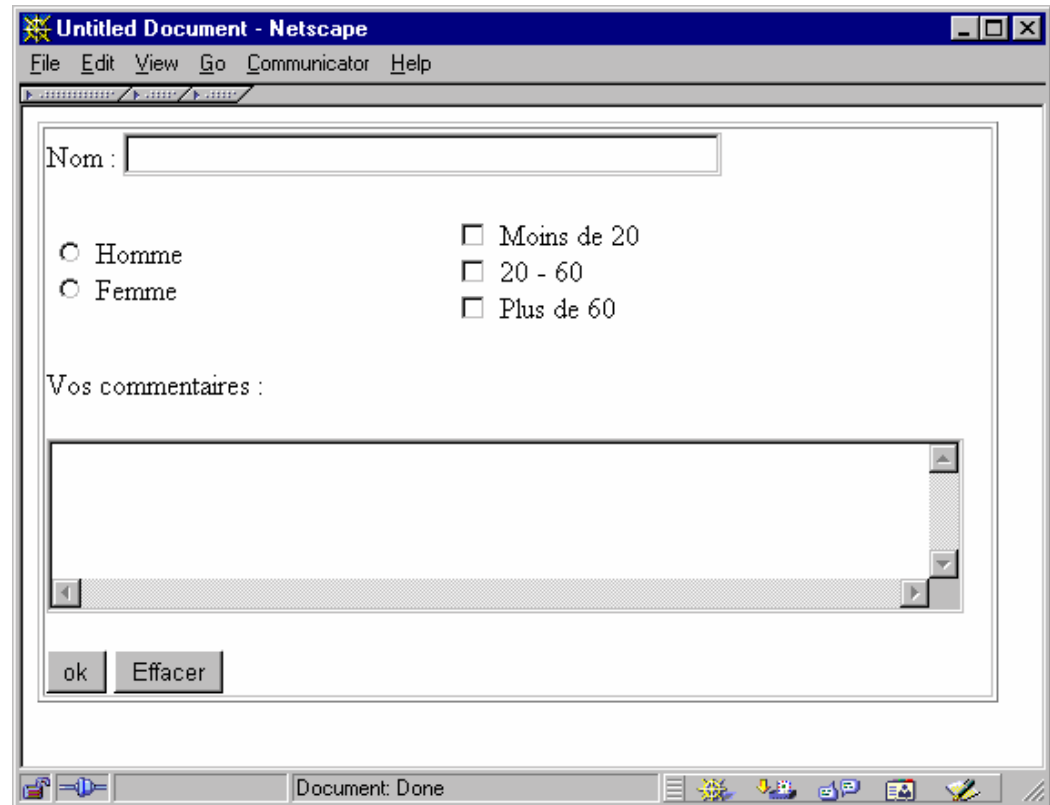 Untitled Document - Netscape
File Edit View Go Communicator Help
Nom :
Homme
Femme
Moins de 20
20 - 60
Plus de 60
Vos commentaires :
ok Effacer
Document: Done